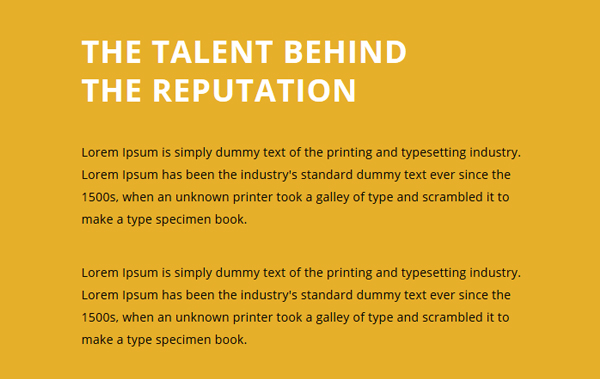 THE TALENT BEHIND
THE REPUTATION
Lorem Ipsum is simply dummy text of the printing and typesetting industry.
Lorem Ipsum has been the industry's standard dummy text ever since the
1500s, when an unknown printer took a galley of type and scrambled it to
make a type specimen book.
Lorem Ipsum is simply dummy text of the printing and typesetting industry.
Lorem Ipsum has been the industry's standard dummy text ever since the
1500s, when an unknown printer took a galley of type and scrambled it to
make a type specimen book.